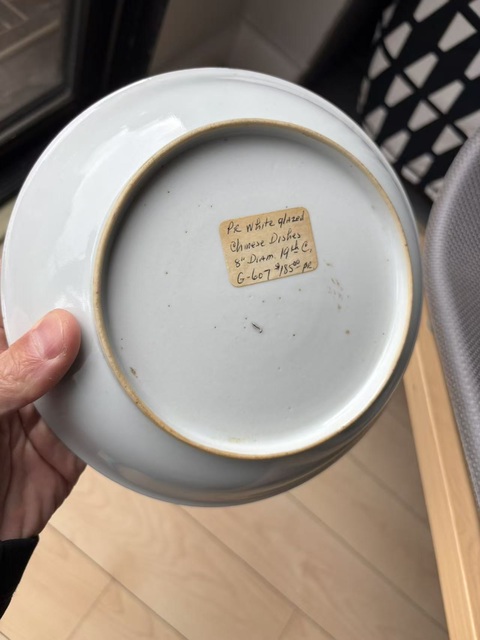 Pr. White glazed
Chinese Dishes
8" Diam. 19th C.
G-607 $185.00 Pr.